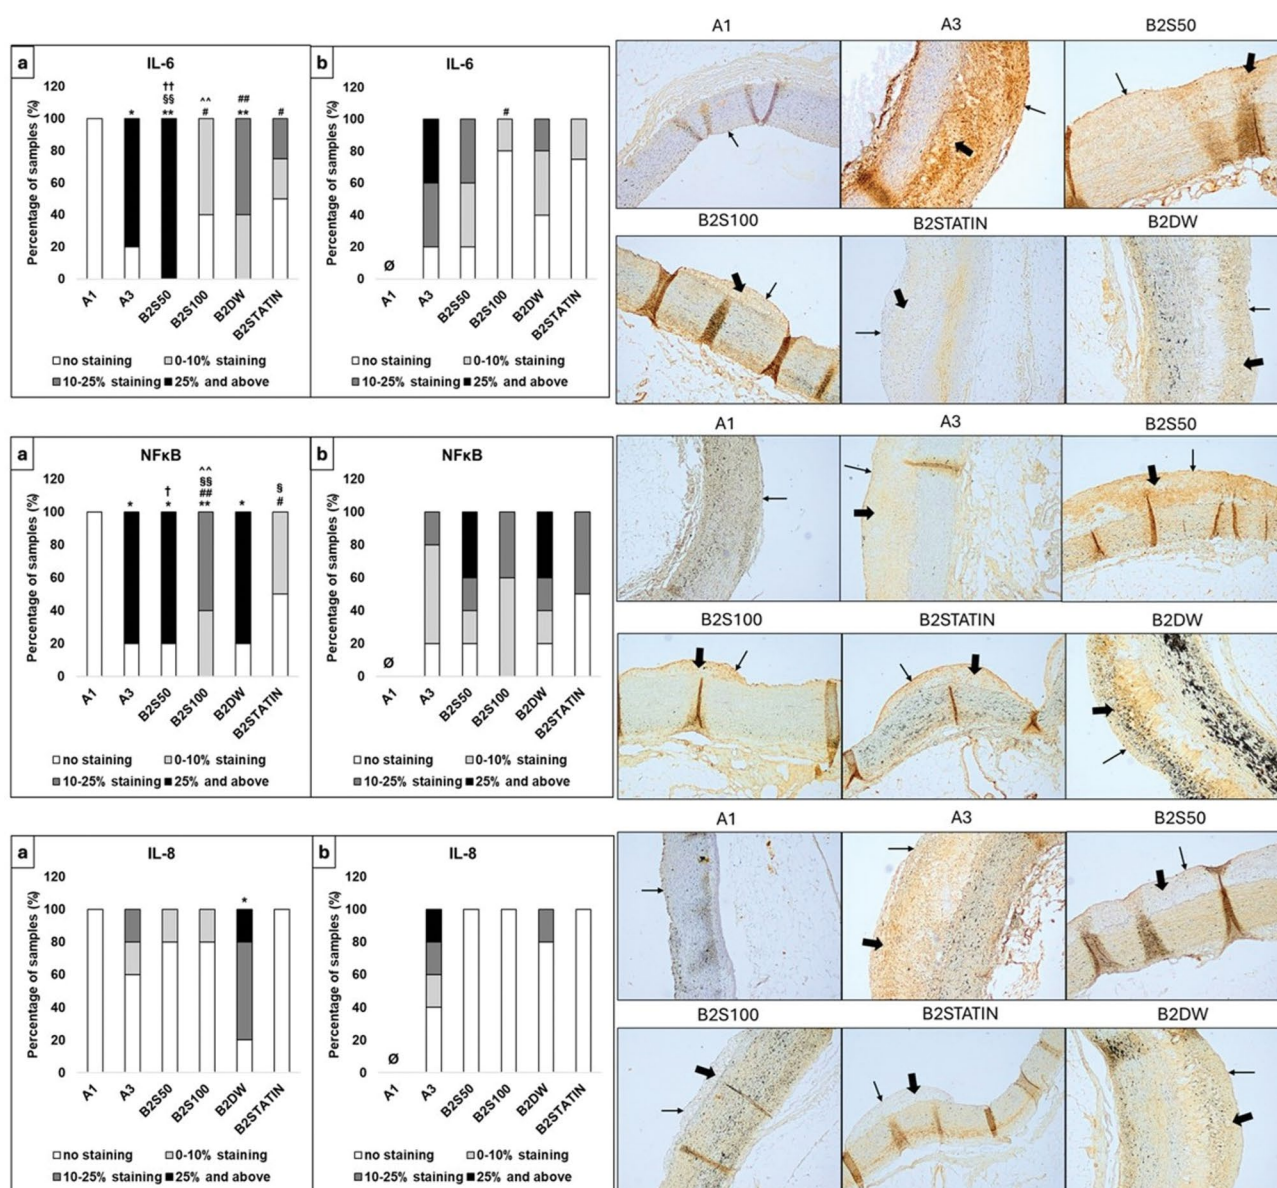 a
IL-6
120
100
80
60
40
20
0
Percentage of samples (%)
*
††
§§
**
^^
#
##
**
#
A1
A3
B2S50
B2S100
B2DW
B2STATIN
no staining
0-10% staining
10-25% staining
25% and above
b
IL-6
120
100
80
60
40
20
0
Percentage of samples (%)
Ø
#
A1
A3
B2S50
B2S100
B2DW
B2STATIN
no staining
0-10% staining
10-25% staining
25% and above
A1
A3
B2S50
B2S100
B2STATIN
B2DW
a
NFκB
120
100
80
60
40
20
0
Percentage of samples (%)
*
†
*
^^
§§
##
**
*
§
#
A1
A3
B2S50
B2S100
B2DW
B2STATIN
no staining
0-10% staining
10-25% staining
25% and above
b
NFκB
120
100
80
60
40
20
0
Percentage of samples (%)
Ø
A1
A3
B2S50
B2S100
B2DW
B2STATIN
no staining
0-10% staining
10-25% staining
25% and above
A1
A3
B2S50
B2S100
B2STATIN
B2DW
a
IL-8
120
100
80
60
40
20
0
Percentage of samples (%)
*
A1
A3
B2S50
B2S100
B2DW
B2STATIN
no staining
0-10% staining
10-25% staining
25% and above
b
IL-8
120
100
80
60
40
20
0
Percentage of samples (%)
Ø
A1
A3
B2S50
B2S100
B2DW
B2STATIN
no staining
0-10% staining
10-25% staining
25% and above
A1
A3
B2S50
B2S100
B2STATIN
B2DW